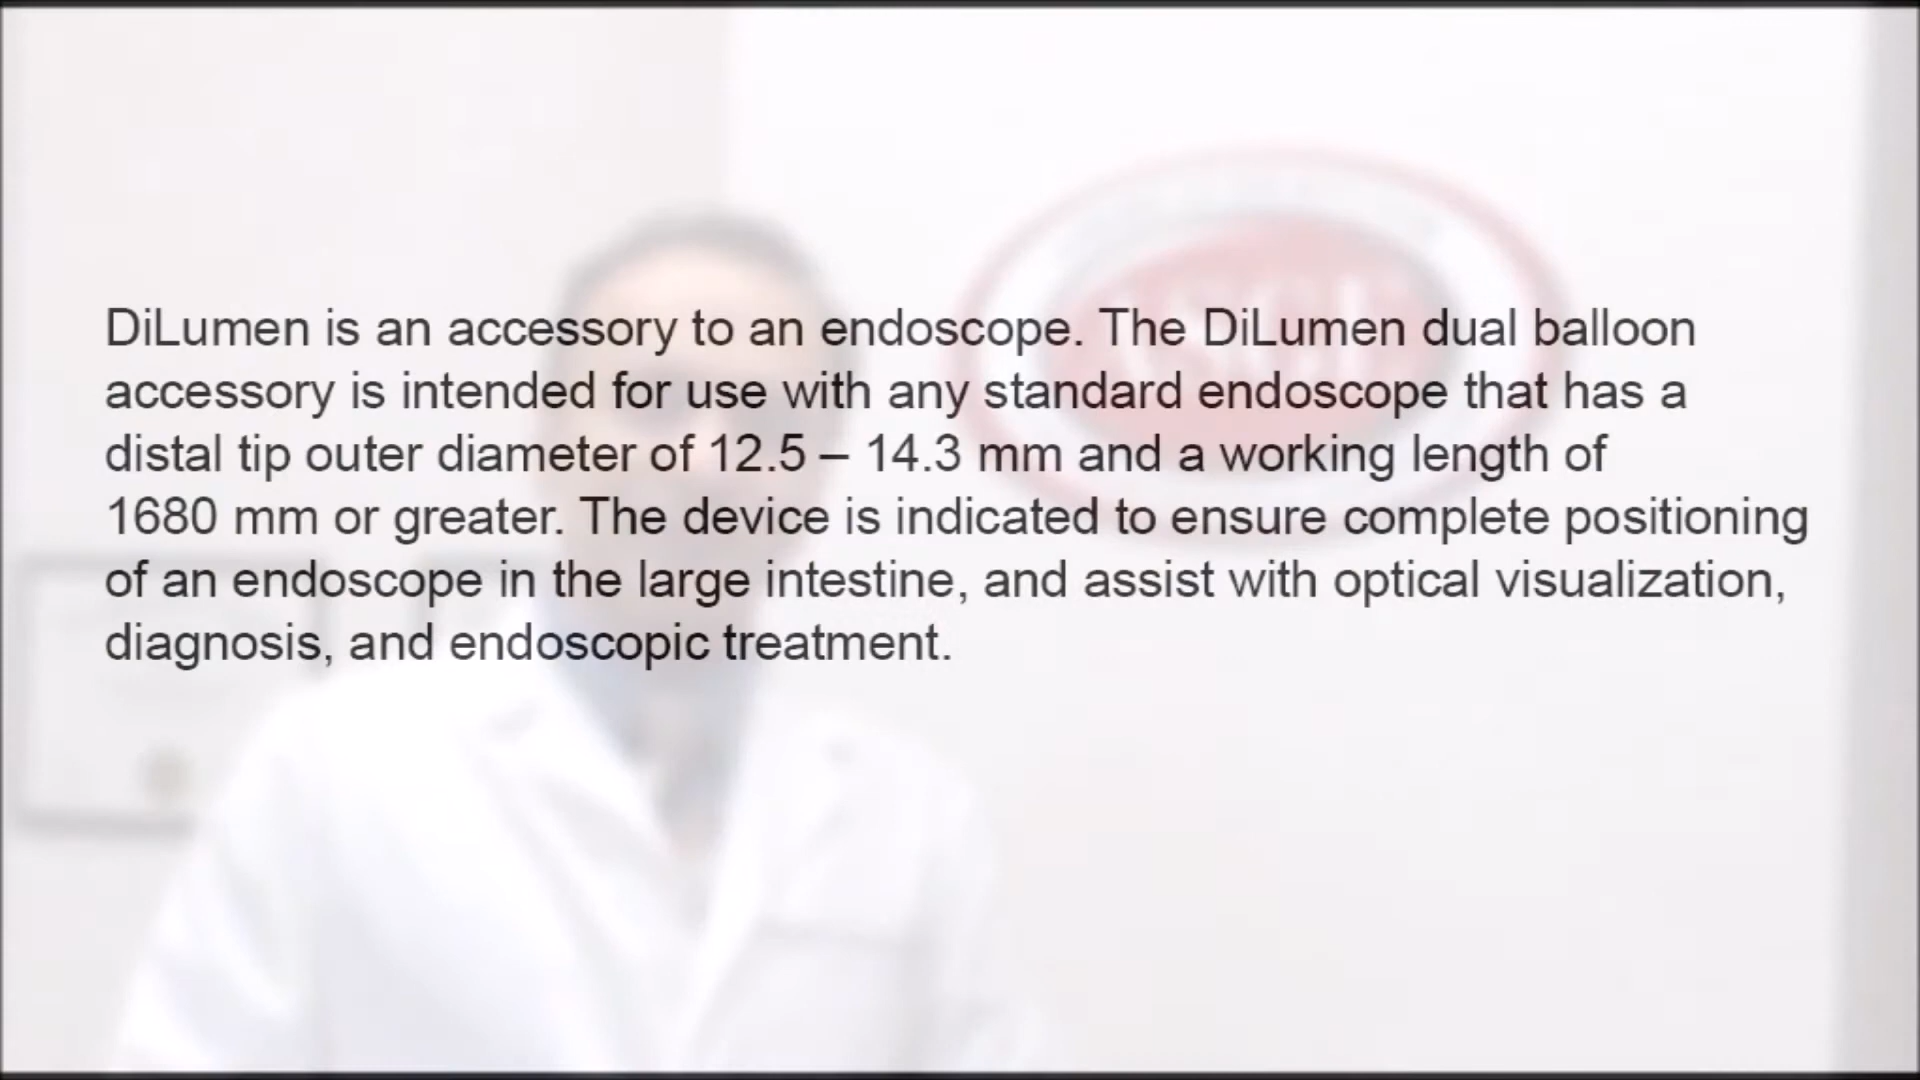 DiLumen is an accessory to an endoscope. The DiLumen dual balloon
accessory is intended for use with any standard endoscope that has a
distal tip outer diameter of 12.5 – 14.3 mm and a working length of
1680 mm or greater. The device is indicated to ensure complete positioning
of an endoscope in the large intestine, and assist with optical visualization,
diagnosis, and endoscopic treatment.